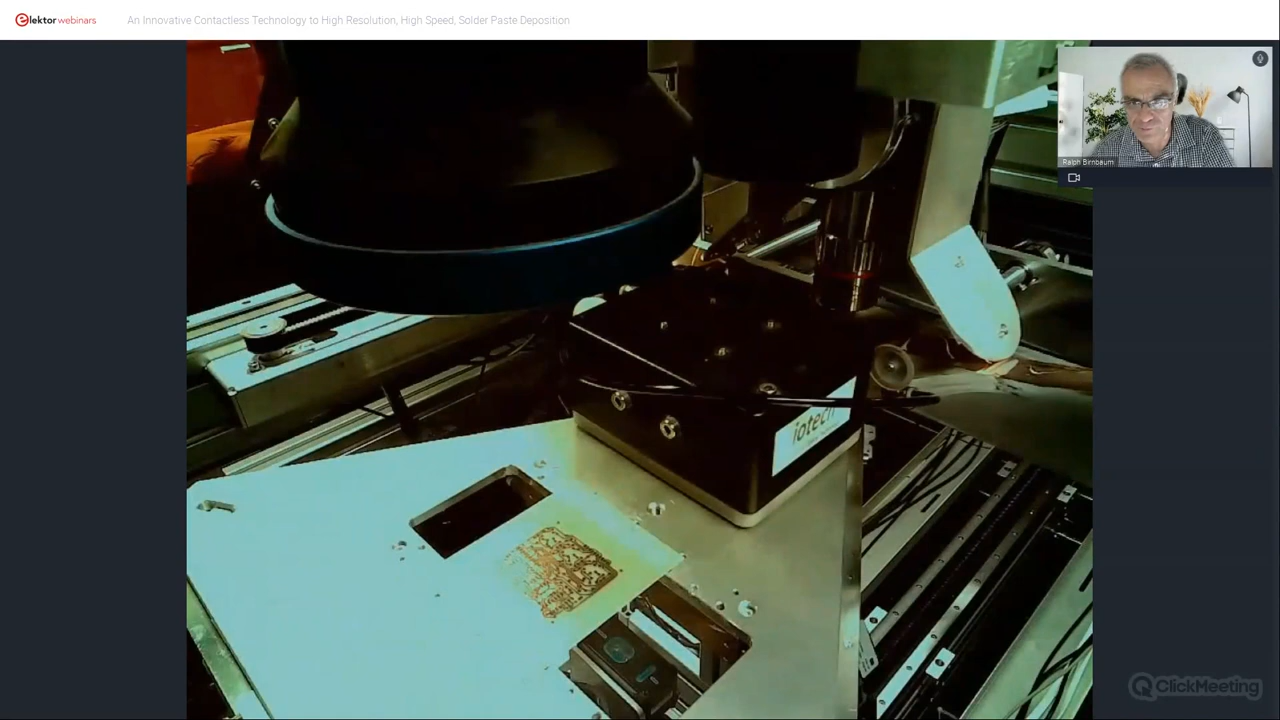 elektor webinars
An Innovative Contactless Technology to High Resolution, High Speed, Solder Paste Deposition
Ralph Birnbaum
iotech
ClickMeeting